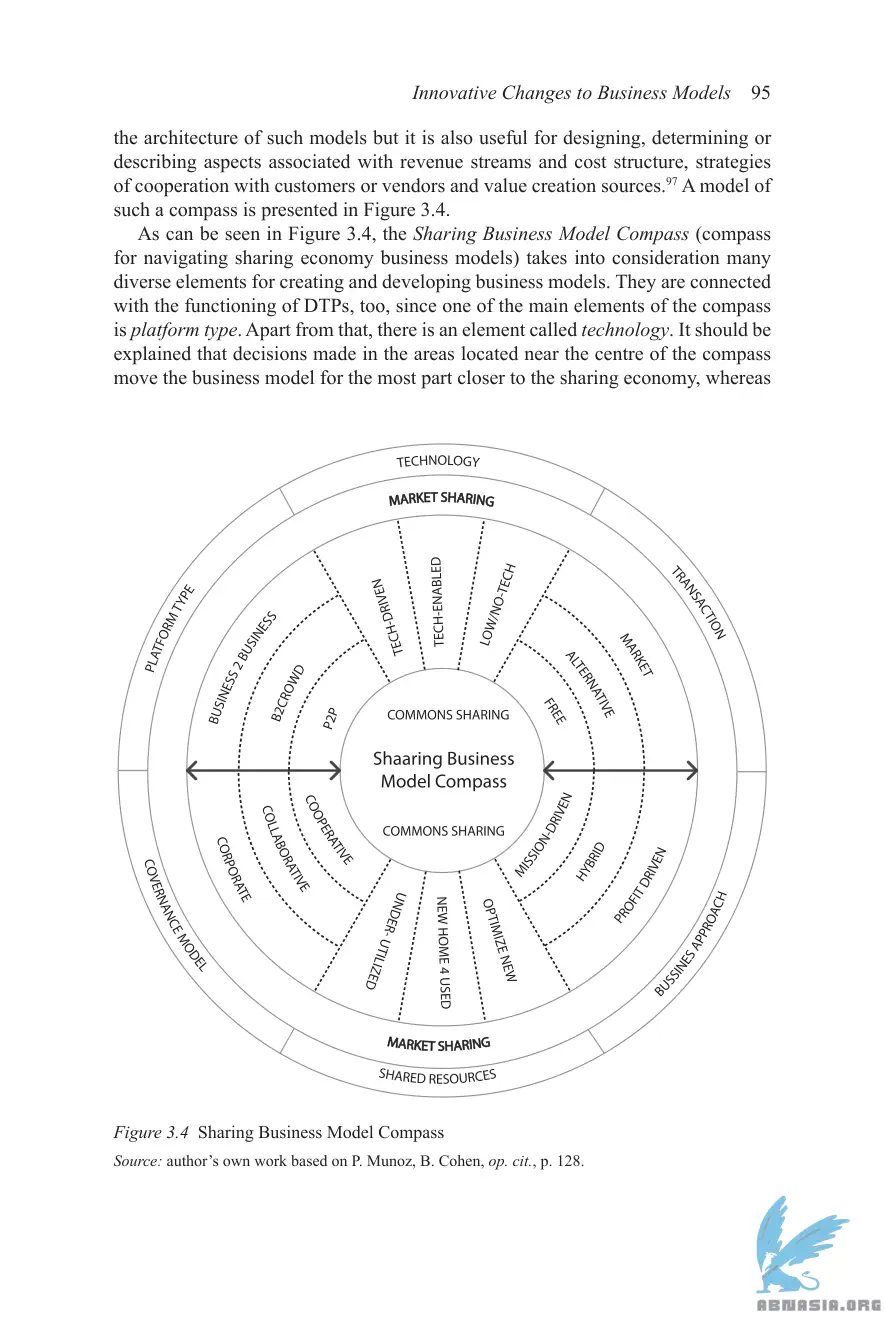 Innovative Changes to Business Models 95
the architecture of such models but it is also useful for designing, determining or
describing aspects associated with revenue streams and cost structure, strategies
of cooperation with customers or vendors and value creation sources.97 A model of
such a compass is presented in Figure 3.4.
As can be seen in Figure 3.4, the Sharing Business Model Compass (compass
for navigating sharing economy business models) takes into consideration many
diverse elements for creating and developing business models. They are connected
with the functioning of DTPs, too, since one of the main elements of the compass
is platform type. Apart from that, there is an element called technology. It should be
explained that decisions made in the areas located near the centre of the compass
move the business model for the most part closer to the sharing economy, whereas
TECHNOLOGY
MARKET SHARING
PLATFORM TYPE
TRANSACTION
TECH-DRIVEN
TECH-ENABLED
LOW/NO-TECH
BUSINESS 2 BUSINESS
B2CROWD
P2P
FREE
ALTERNATIVE
MARKET
COMMONS SHARING
Shaaring Business
Model Compass
COMMONS SHARING
CORPORATE
COLLABORATIVE
COOPERATIVE
MISSION-DRIVEN
HYBRID
PROFIT DRIVEN
UNDER- UTILIZED
NEW HOME 4 USED
OPTIMIZE NEW
COVERNANCE MODEL
BUSSINES APPROACH
MARKET SHARING
SHARED RESOURCES
Figure 3.4 Sharing Business Model Compass
Source: author's own work based on P. Munoz, B. Cohen, op. cit., p. 128.
ABNASIA.ORG